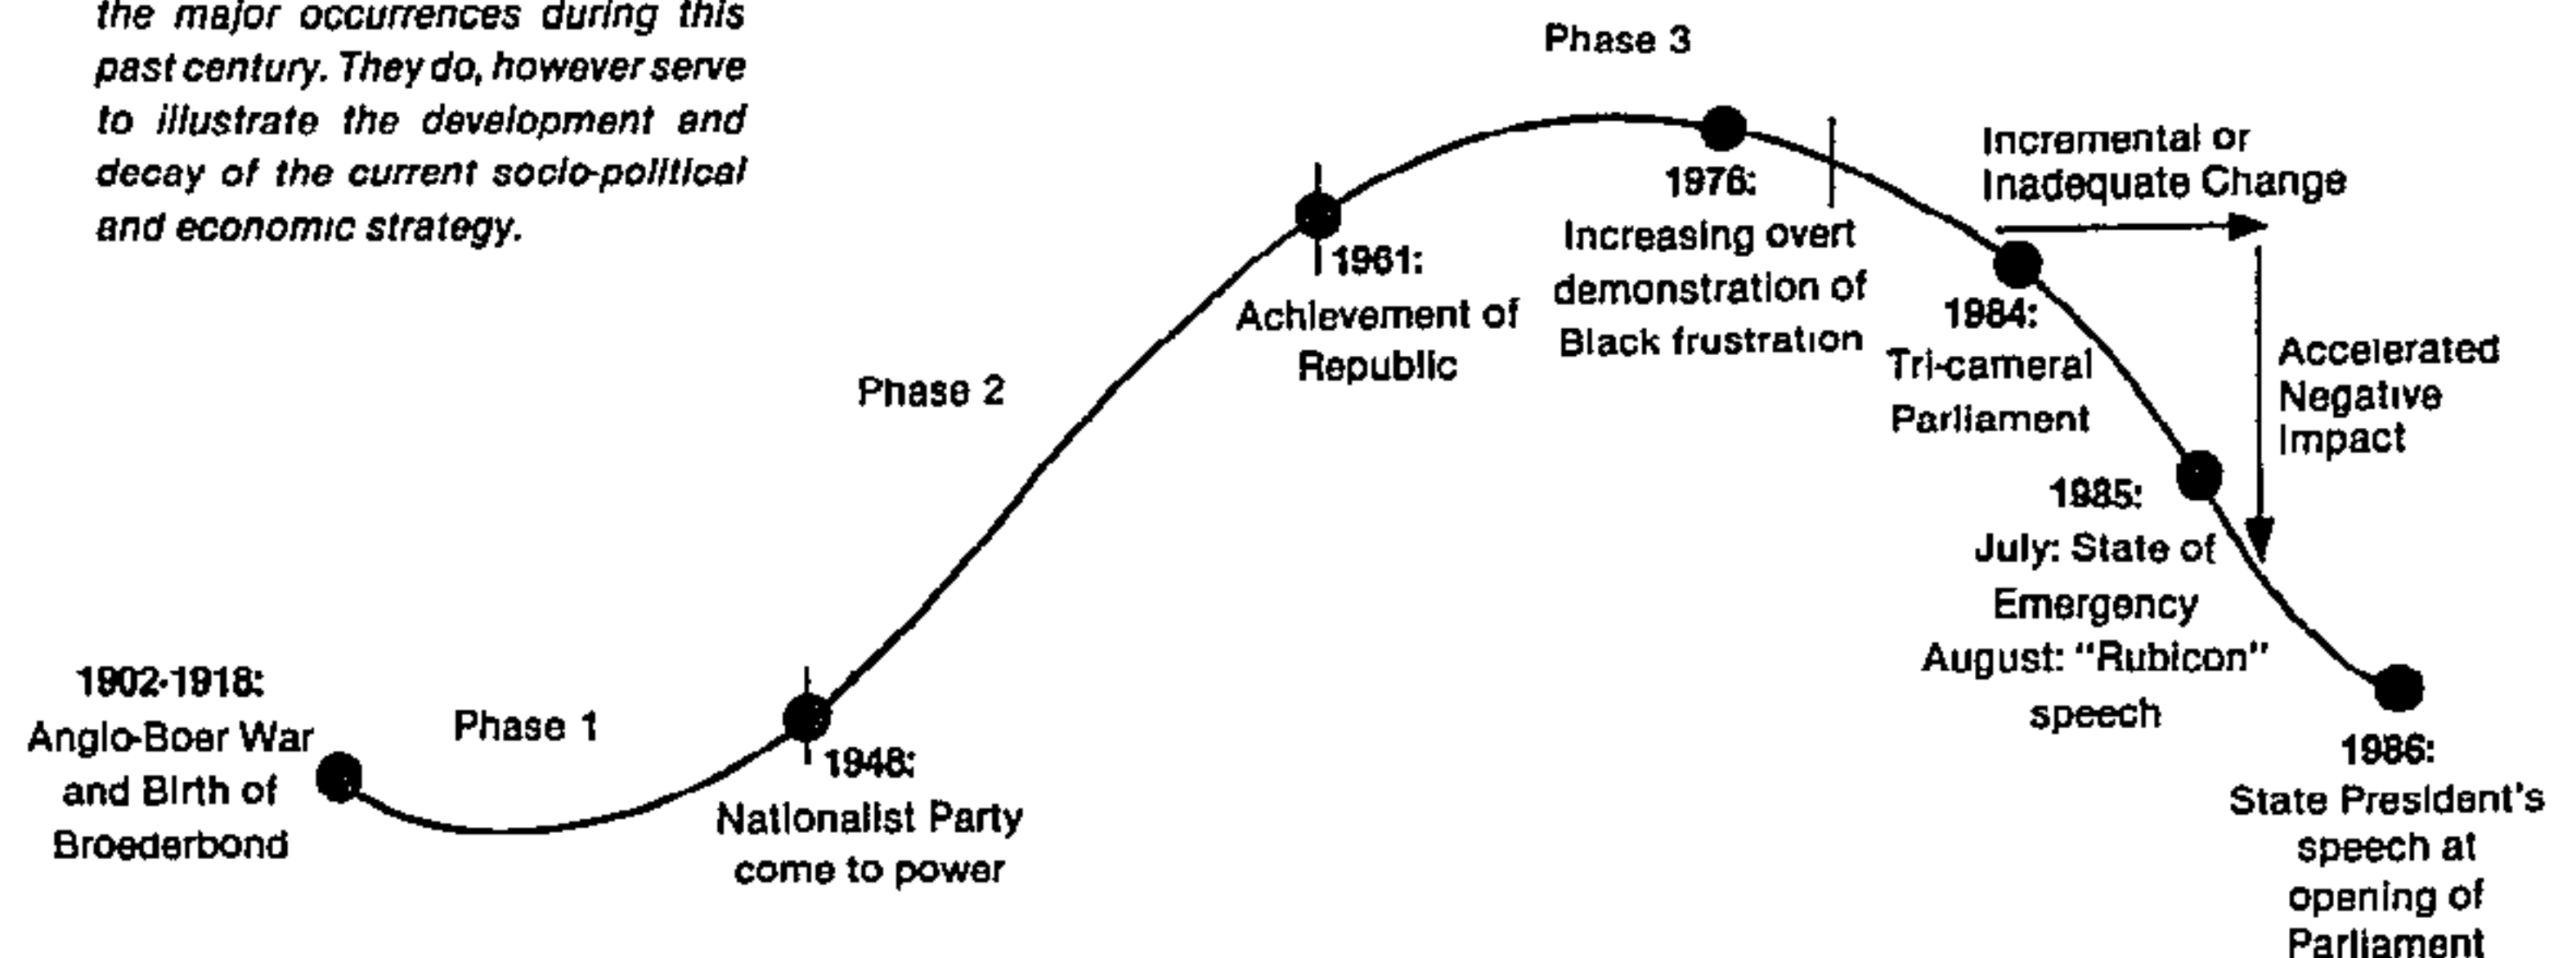 the major occurrences during this
past century. They do, however serve
to illustrate the development and
decay of the current socio-political
and economic strategy.
Phase 3
Incremental or
Inadequate Change
1976:
Increasing overt
demonstration of
Black frustration
1961:
Achievement of
Republic
1984:
Tri-cameral
Parliament
Accelerated
Negative
Impact
Phase 2
1985:
July: State of
Emergency
August: "Rubicon"
speech
1902-1918:
Anglo-Boer War
and Birth of
Broederbond
Phase 1
1948:
Nationalist Party
come to power
1986:
State President's
speech at
opening of
Parliament